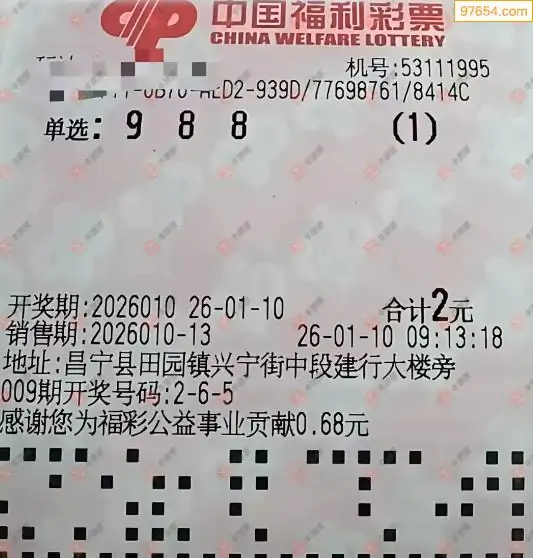 97654.com
中国福利彩票
CHINA WELFARE LOTTERY
机号:53111995
-939D/77698761/8414C
单选: 9 8 8 (1)
开奖期:2026010 26-01-10 合计2元
销售期:2026010-13 26-01-10 09:13:18
地址:昌宁县田园镇兴宁街中段建行大楼旁
009期开奖号码:2-6-5
感谢您为福彩公益事业贡献0.68元